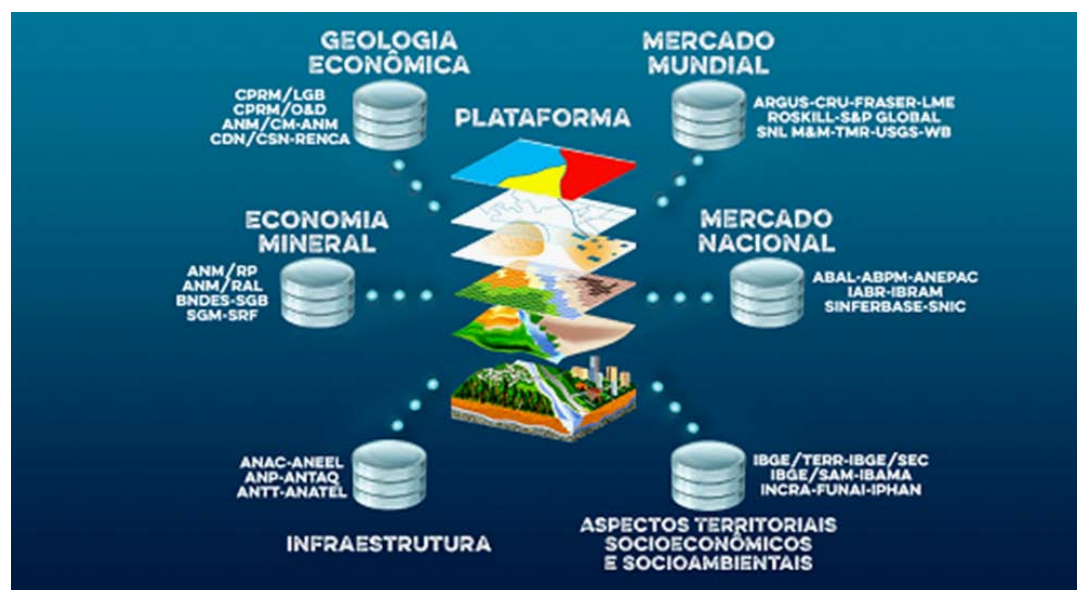 GEOLOGIA
ECONÔMICA
CPRM/LGB
CPRM/O&D
ANM/CM-ANM
CDN/CSN-RENCA
PLATAFORMA
MERCADO
MUNDIAL
ARGUS-CRU-FRASER-LME
ROSKILL-S&P GLOBAL
SNL M&M-TMR-USGS-WB
ECONOMIA
MINERAL
ANM/RP
ANM/RAL
BNDES-SGB
SGM-SRF
MERCADO
NACIONAL
ABAL-ABPM-ANEPAC
IABR-IBRAM
SINFERBASE-SNIC
ANAC-ANEEL
ANP-ANTAQ
ANTT-ANATEL
INFRAESTRUTURA
IBGE/TERR-IBGE/SEC
IBGE/SAM-IBAMA
INCRA-FUNAI-IPHAN
ASPECTOS TERRITORIAIS
SOCIOECONÔMICOS
E SOCIOAMBIENTAIS